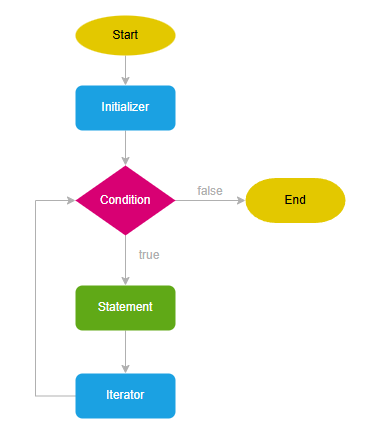 Start
Initializer
Condition
false
End
true
Statement
Iterator